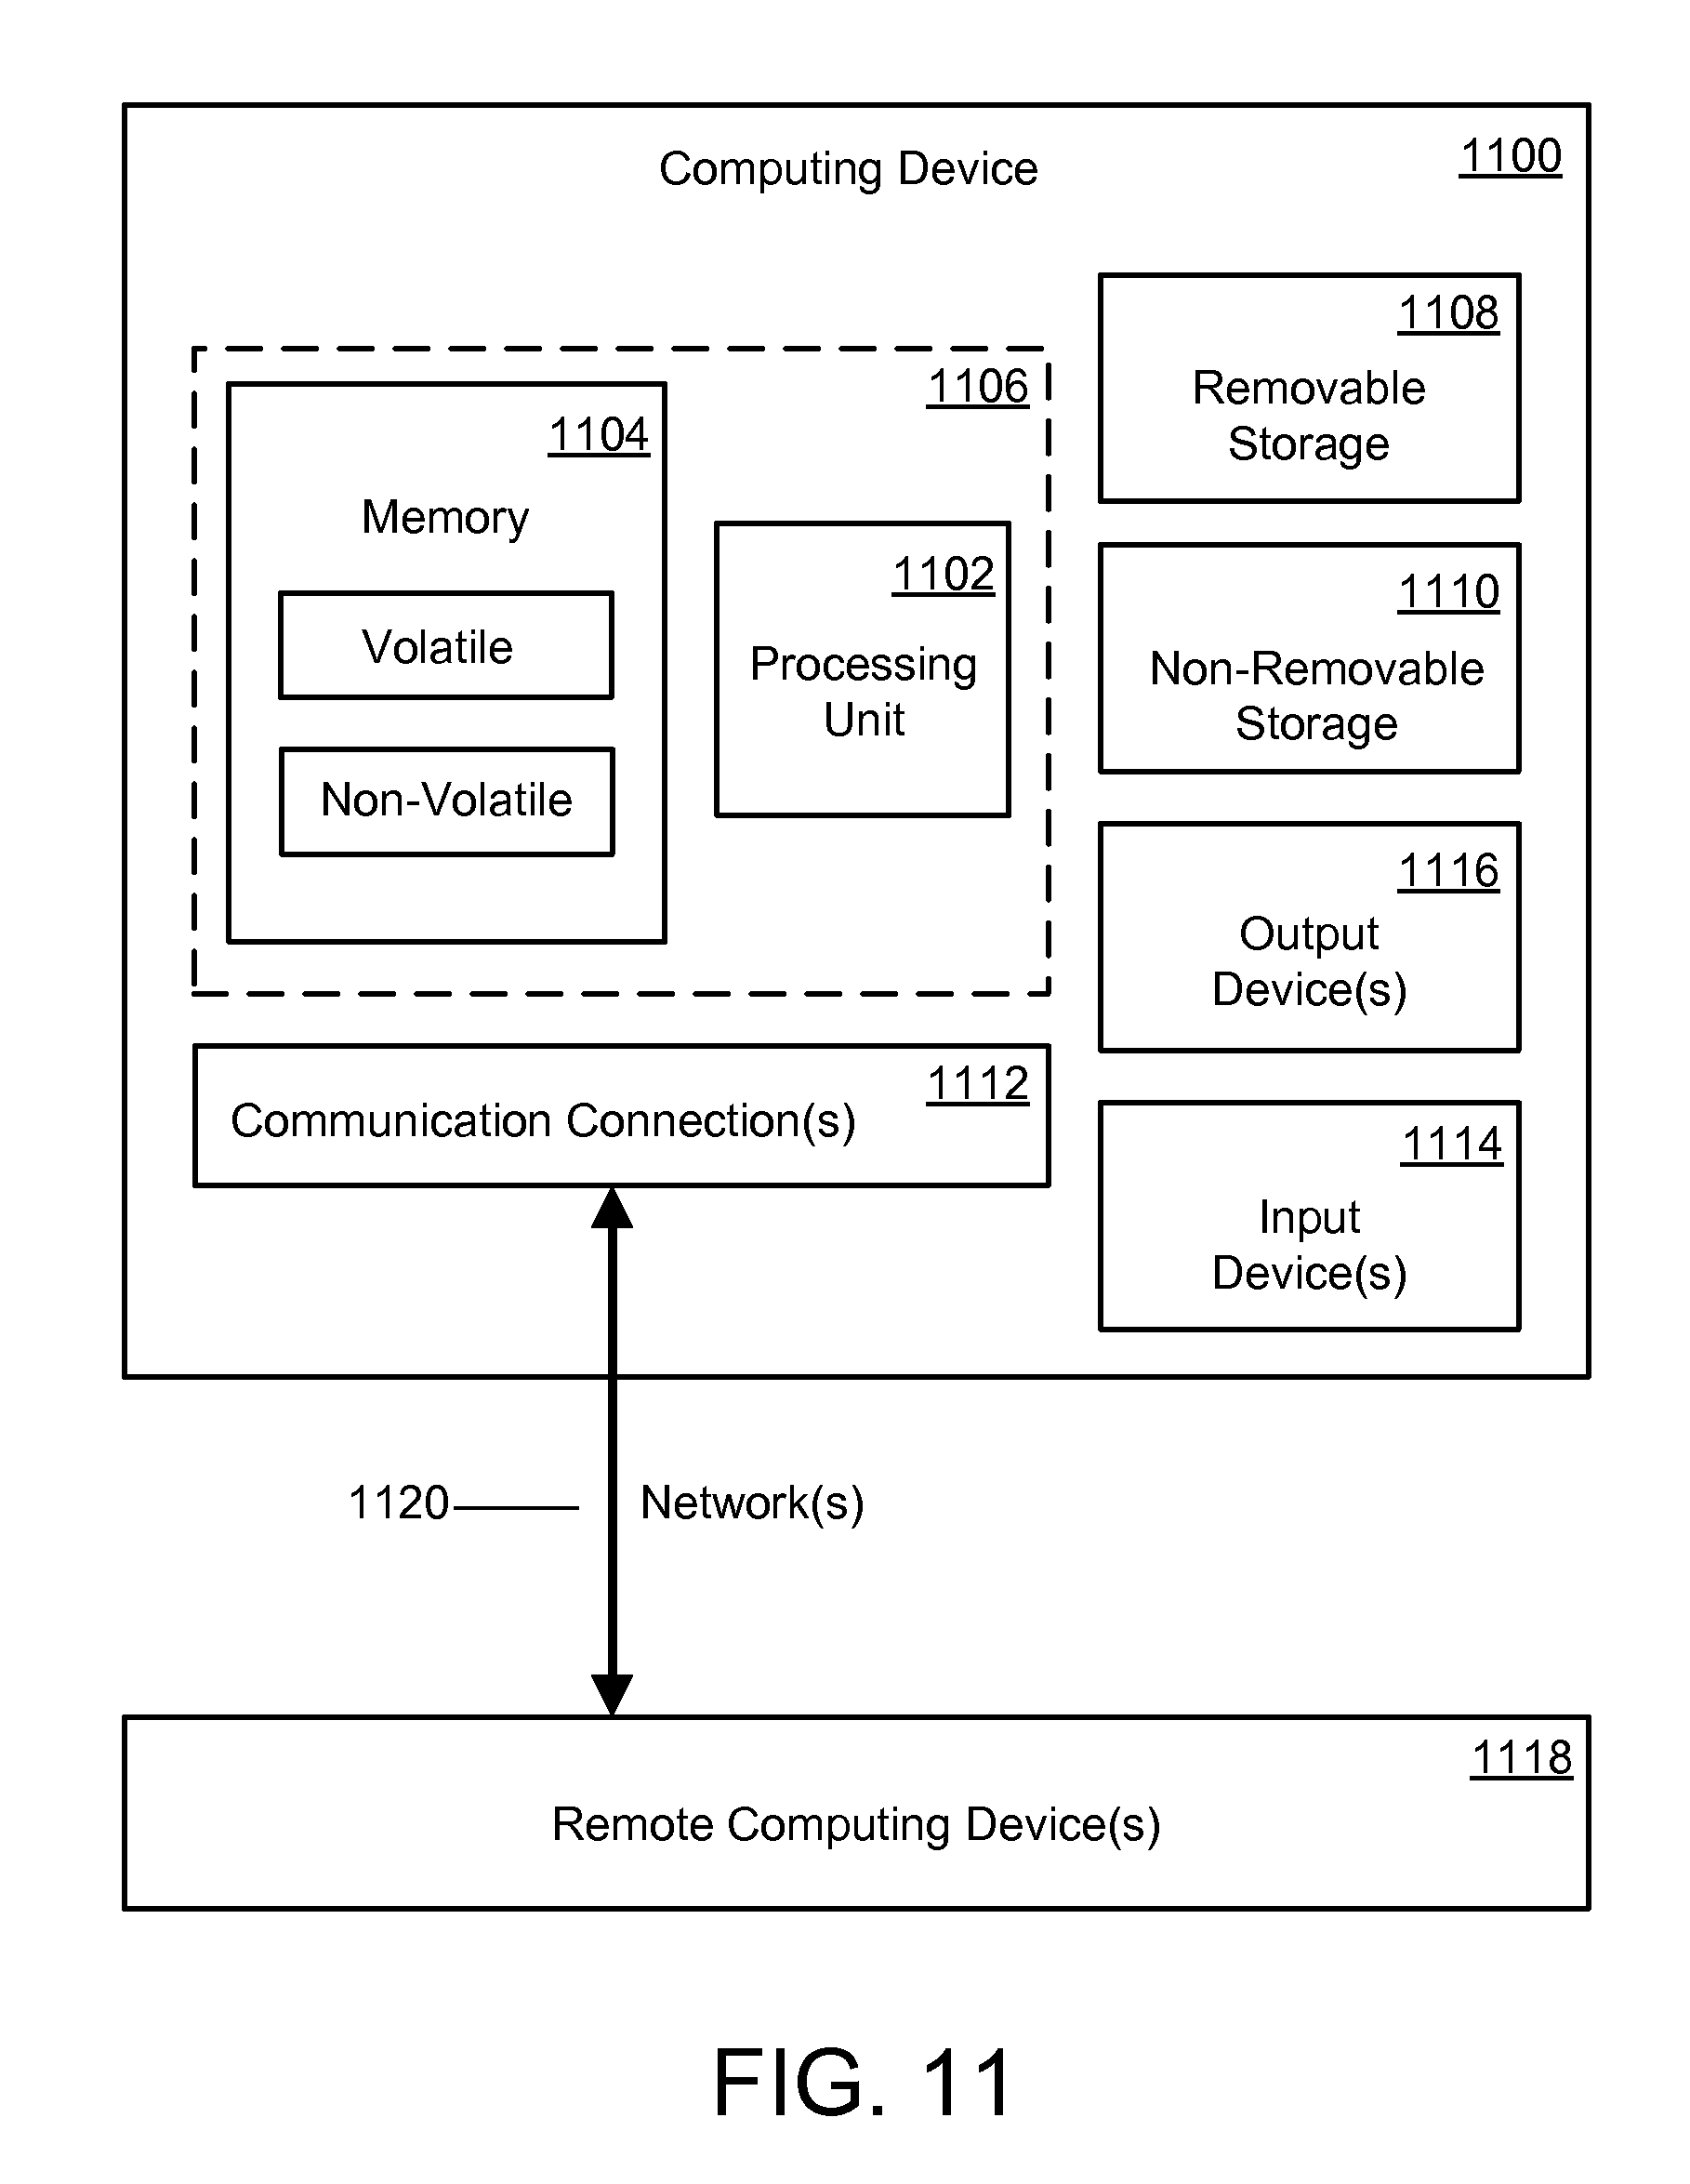 Computing Device
1100
1108
Removable
Storage
1106
1104
Memory
Volatile
Non-Volatile
1102
Processing
Unit
1110
Non-Removable
Storage
1116
Output
Device(s)
1112
Communication Connection(s)
1114
Input
Device(s)
1120
Network(s)
1118
Remote Computing Device(s)
FIG. 11